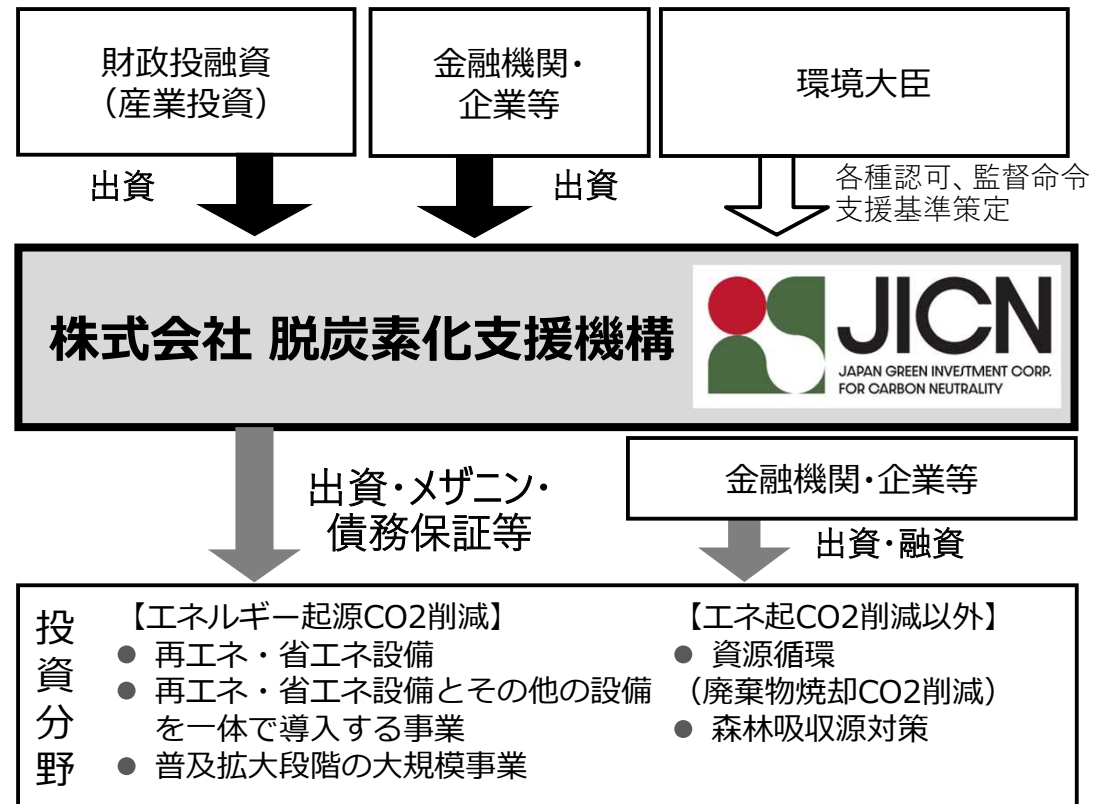 財政投融資
（産業投資）
金融機関・
企業等
環境大臣
出資
出資
各種認可、監督命令
支援基準策定
株式会社 脱炭素化支援機構
JICN
JAPAN GREEN INVESTMENT CORP.
FOR CARBON NEUTRALITY
出資・メザニン・
債務保証等
金融機関・企業等
出資・融資
投資分野
【エネルギー起源CO2削減】
● 再エネ・省エネ設備
● 再エネ・省エネ設備とその他の設備
を一体で導入する事業
● 普及拡大段階の大規模事業
【エネ起CO2削減以外】
● 資源循環
（廃棄物焼却CO2削減）
● 森林吸収源対策